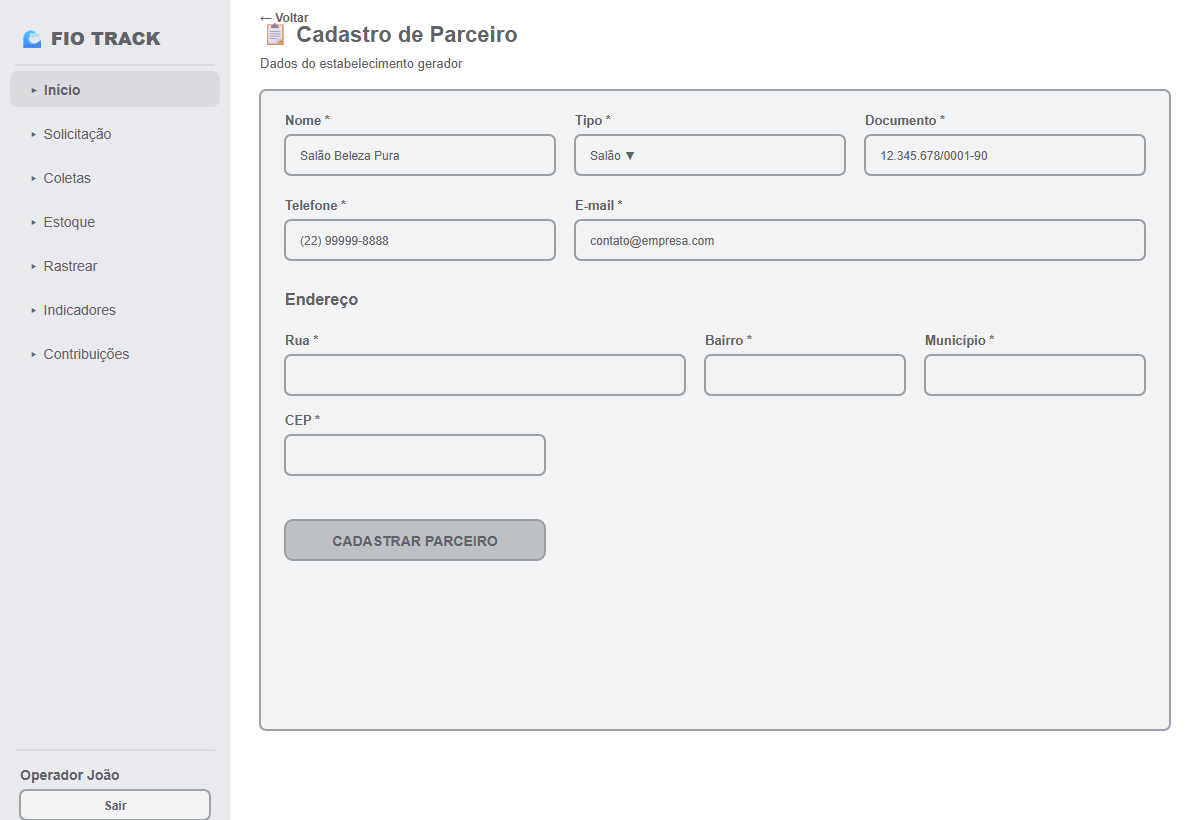 FIO TRACK
▸ Início
▸ Solicitação
▸ Coletas
▸ Estoque
▸ Rastrear
▸ Indicadores
▸ Contribuições
Operador João
Sair
← Voltar
📋 Cadastro de Parceiro
Dados do estabelecimento gerador
Nome * Tipo * Documento *
Salão Beleza Pura Salão ▼ 12.345.678/0001-90
Telefone * E-mail *
(22) 99999-8888 contato@empresa.com
Endereço
Rua * Bairro * Município *
CEP *
CADASTRAR PARCEIRO